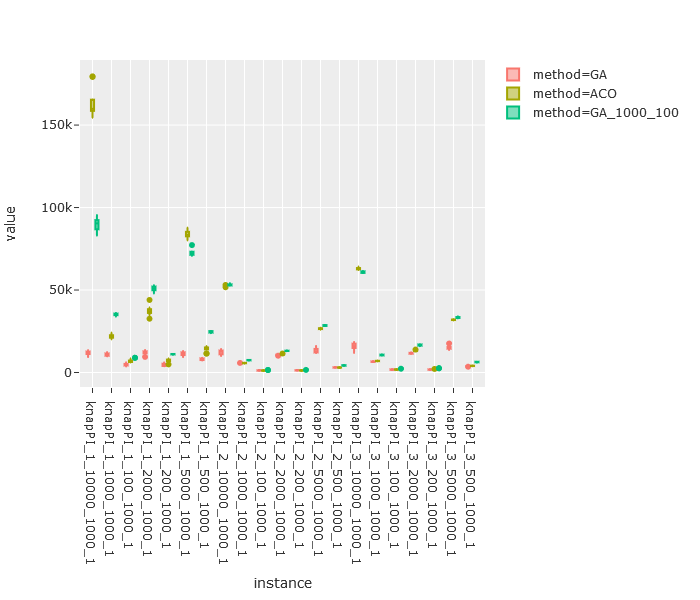 method=GA
method=ACO
method=GA_1000_100
150k
100k
50k
0
value
knapPI_1_10000_1000_1
knapPI_1_1000_1000_1
knapPI_1_100_1000_1
knapPI_1_2000_1000_1
knapPI_1_200_1000_1
knapPI_1_5000_1000_1
knapPI_1_500_1000_1
knapPI_2_10000_1000_1
knapPI_2_1000_1000_1
knapPI_2_100_1000_1
knapPI_2_2000_1000_1
knapPI_2_200_1000_1
knapPI_2_5000_1000_1
knapPI_2_500_1000_1
knapPI_3_10000_1000_1
knapPI_3_1000_1000_1
knapPI_3_100_1000_1
knapPI_3_2000_1000_1
knapPI_3_200_1000_1
knapPI_3_5000_1000_1
knapPI_3_500_1000_1
instance